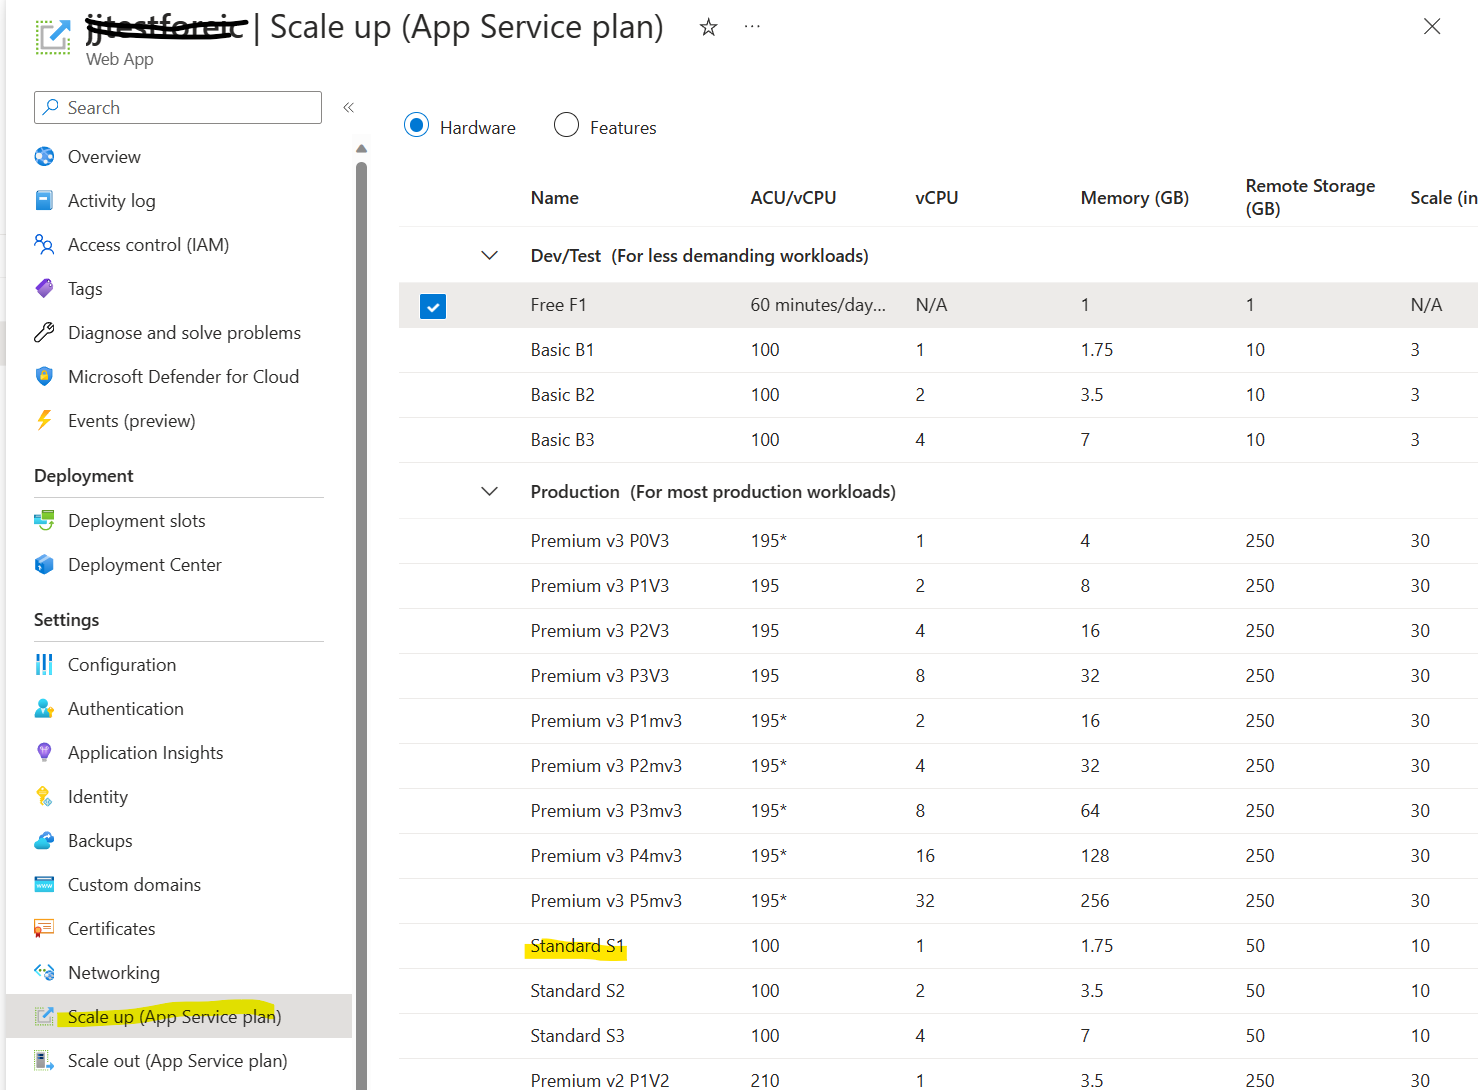 | Scale up (App Service plan)
Web App
Search
Overview
Activity log
Access control (IAM)
Tags
Diagnose and solve problems
Microsoft Defender for Cloud
Events (preview)
Deployment
Deployment slots
Deployment Center
Settings
Configuration
Authentication
Application Insights
Identity
Backups
Custom domains
Certificates
Networking
Scale up (App Service plan)
Scale out (App Service plan)
Hardware Features
Name ACU/vCPU vCPU Memory (GB) Remote Storage (GB) Scale (in
Dev/Test (For less demanding workloads)
Free F1 60 minutes/day... N/A 1 1 N/A
Basic B1 100 1 1.75 10 3
Basic B2 100 2 3.5 10 3
Basic B3 100 4 7 10 3
Production (For most production workloads)
Premium v3 P0V3 195* 1 4 250 30
Premium v3 P1V3 195 2 8 250 30
Premium v3 P2V3 195 4 16 250 30
Premium v3 P3V3 195 8 32 250 30
Premium v3 P1mv3 195* 2 16 250 30
Premium v3 P2mv3 195* 4 32 250 30
Premium v3 P3mv3 195* 8 64 250 30
Premium v3 P4mv3 195* 16 128 250 30
Premium v3 P5mv3 195* 32 256 250 30
Standard S1 100 1 1.75 50 10
Standard S2 100 2 3.5 50 10
Standard S3 100 4 7 50 10
Premium v2 P1V2 210 1 3.5 250 30